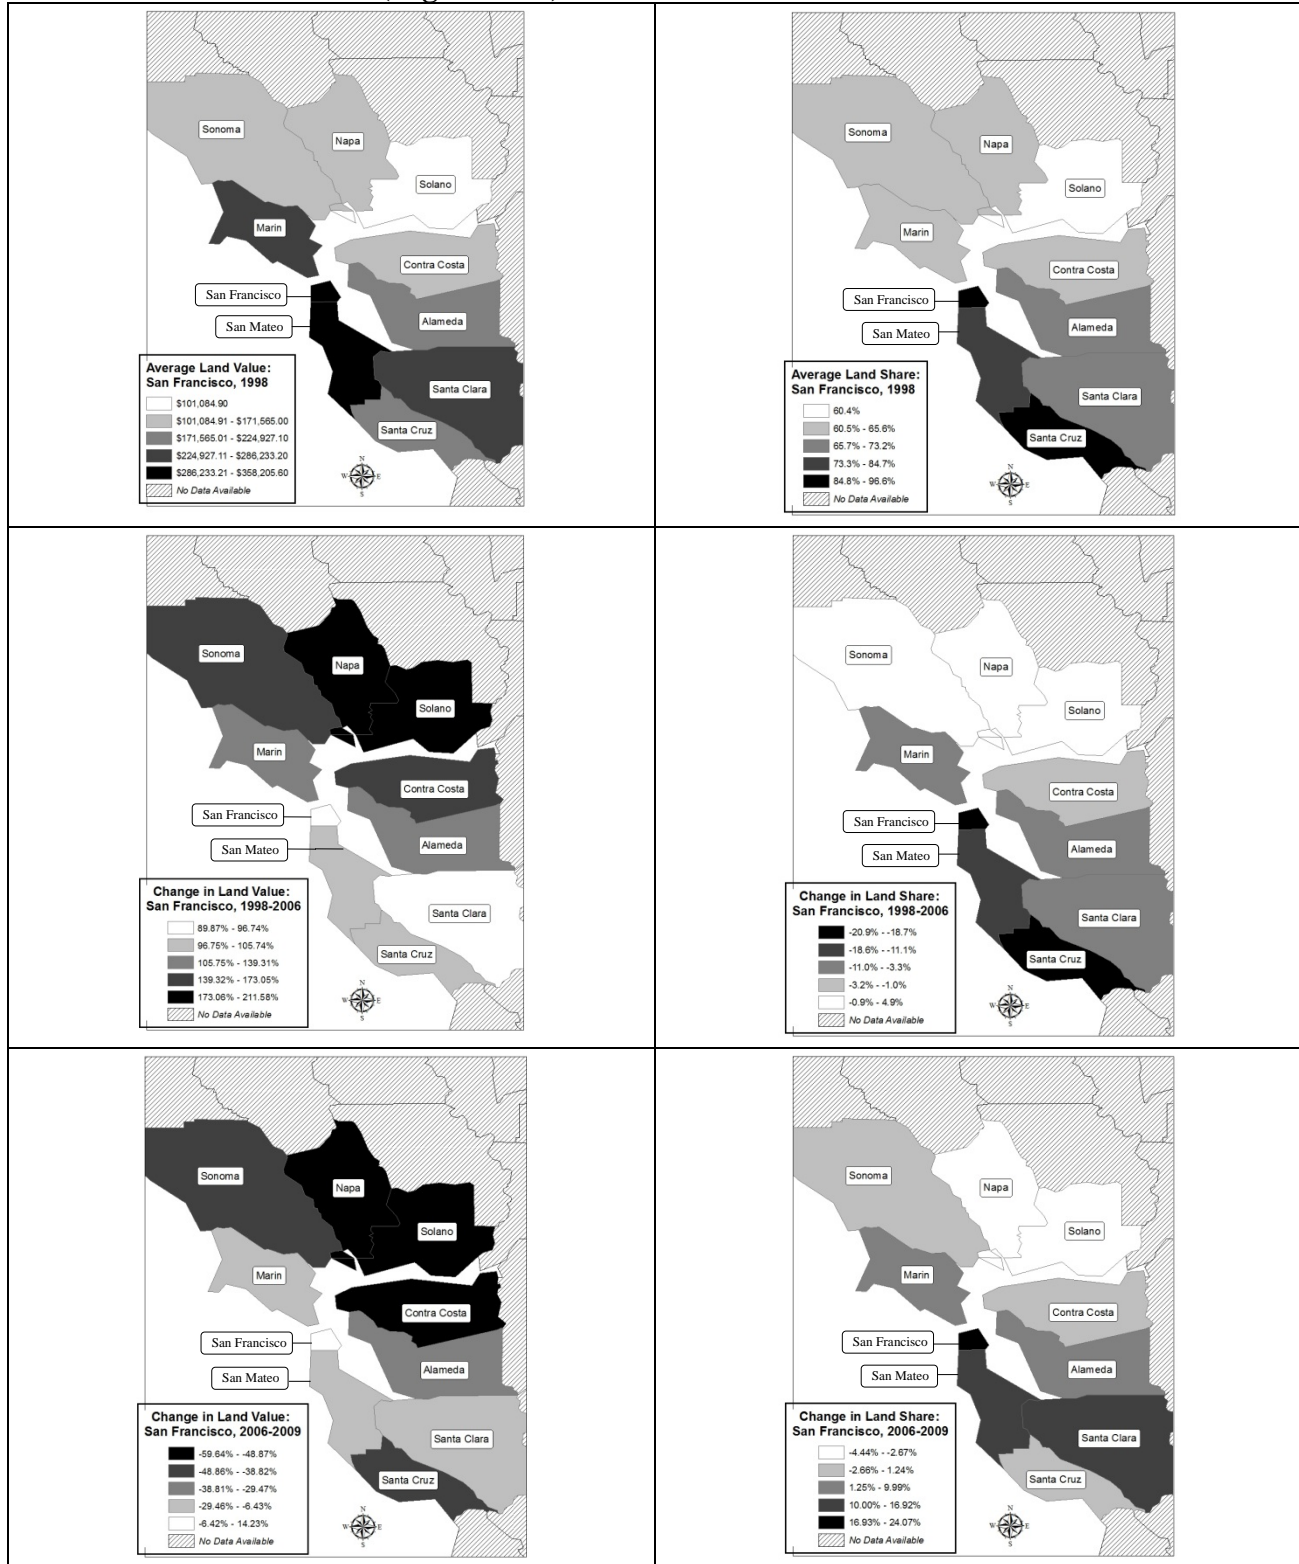 Sonoma
Napa
Solano
Marin
Contra Costa
San Francisco
San Mateo
Alameda
Santa Clara
Santa Cruz
Average Land Value:
San Francisco, 1998
$101,084.90
$101,084.91 - $171,565.00
$171,565.01 - $224,927.10
$224,927.11 - $286,233.20
$286,233.21 - $358,205.60
No Data Available
N
W E
S
Sonoma
Napa
Solano
Marin
Contra Costa
San Francisco
San Mateo
Alameda
Santa Clara
Santa Cruz
Average Land Share:
San Francisco, 1998
60.4%
60.5% - 65.6%
65.7% - 73.2%
73.3% - 84.7%
84.8% - 96.6%
No Data Available
N
W E
S
Sonoma
Napa
Solano
Marin
Contra Costa
San Francisco
San Mateo
Alameda
Santa Clara
Santa Cruz
Change in Land Value:
San Francisco, 1998-2006
89.87% - 96.74%
96.75% - 105.74%
105.75% - 139.31%
139.32% - 173.05%
173.06% - 211.58%
No Data Available
N
W E
S
Sonoma
Napa
Solano
Marin
Contra Costa
San Francisco
San Mateo
Alameda
Santa Clara
Santa Cruz
Change in Land Share:
San Francisco, 1998-2006
-20.9% - -18.7%
-18.6% - -11.1%
-11.0% - -3.3%
-3.2% - -1.0%
-0.9% - 4.9%
No Data Available
N
W E
S
Sonoma
Napa
Solano
Marin
Contra Costa
San Francisco
San Mateo
Alameda
Santa Clara
Santa Cruz
Change in Land Value:
San Francisco, 2006-2009
-59.64% - -48.87%
-48.86% - -38.82%
-38.81% - -29.47%
-29.46% - -6.43%
-6.42% - 14.23%
No Data Available
N
W E
S
Sonoma
Napa
Solano
Marin
Contra Costa
San Francisco
San Mateo
Alameda
Santa Clara
Santa Cruz
Change in Land Share:
San Francisco, 2006-2009
-4.44% - -2.67%
-2.66% - 1.24%
1.25% - 9.99%
10.00% - 16.92%
16.93% - 24.07%
No Data Available
N
W E
S